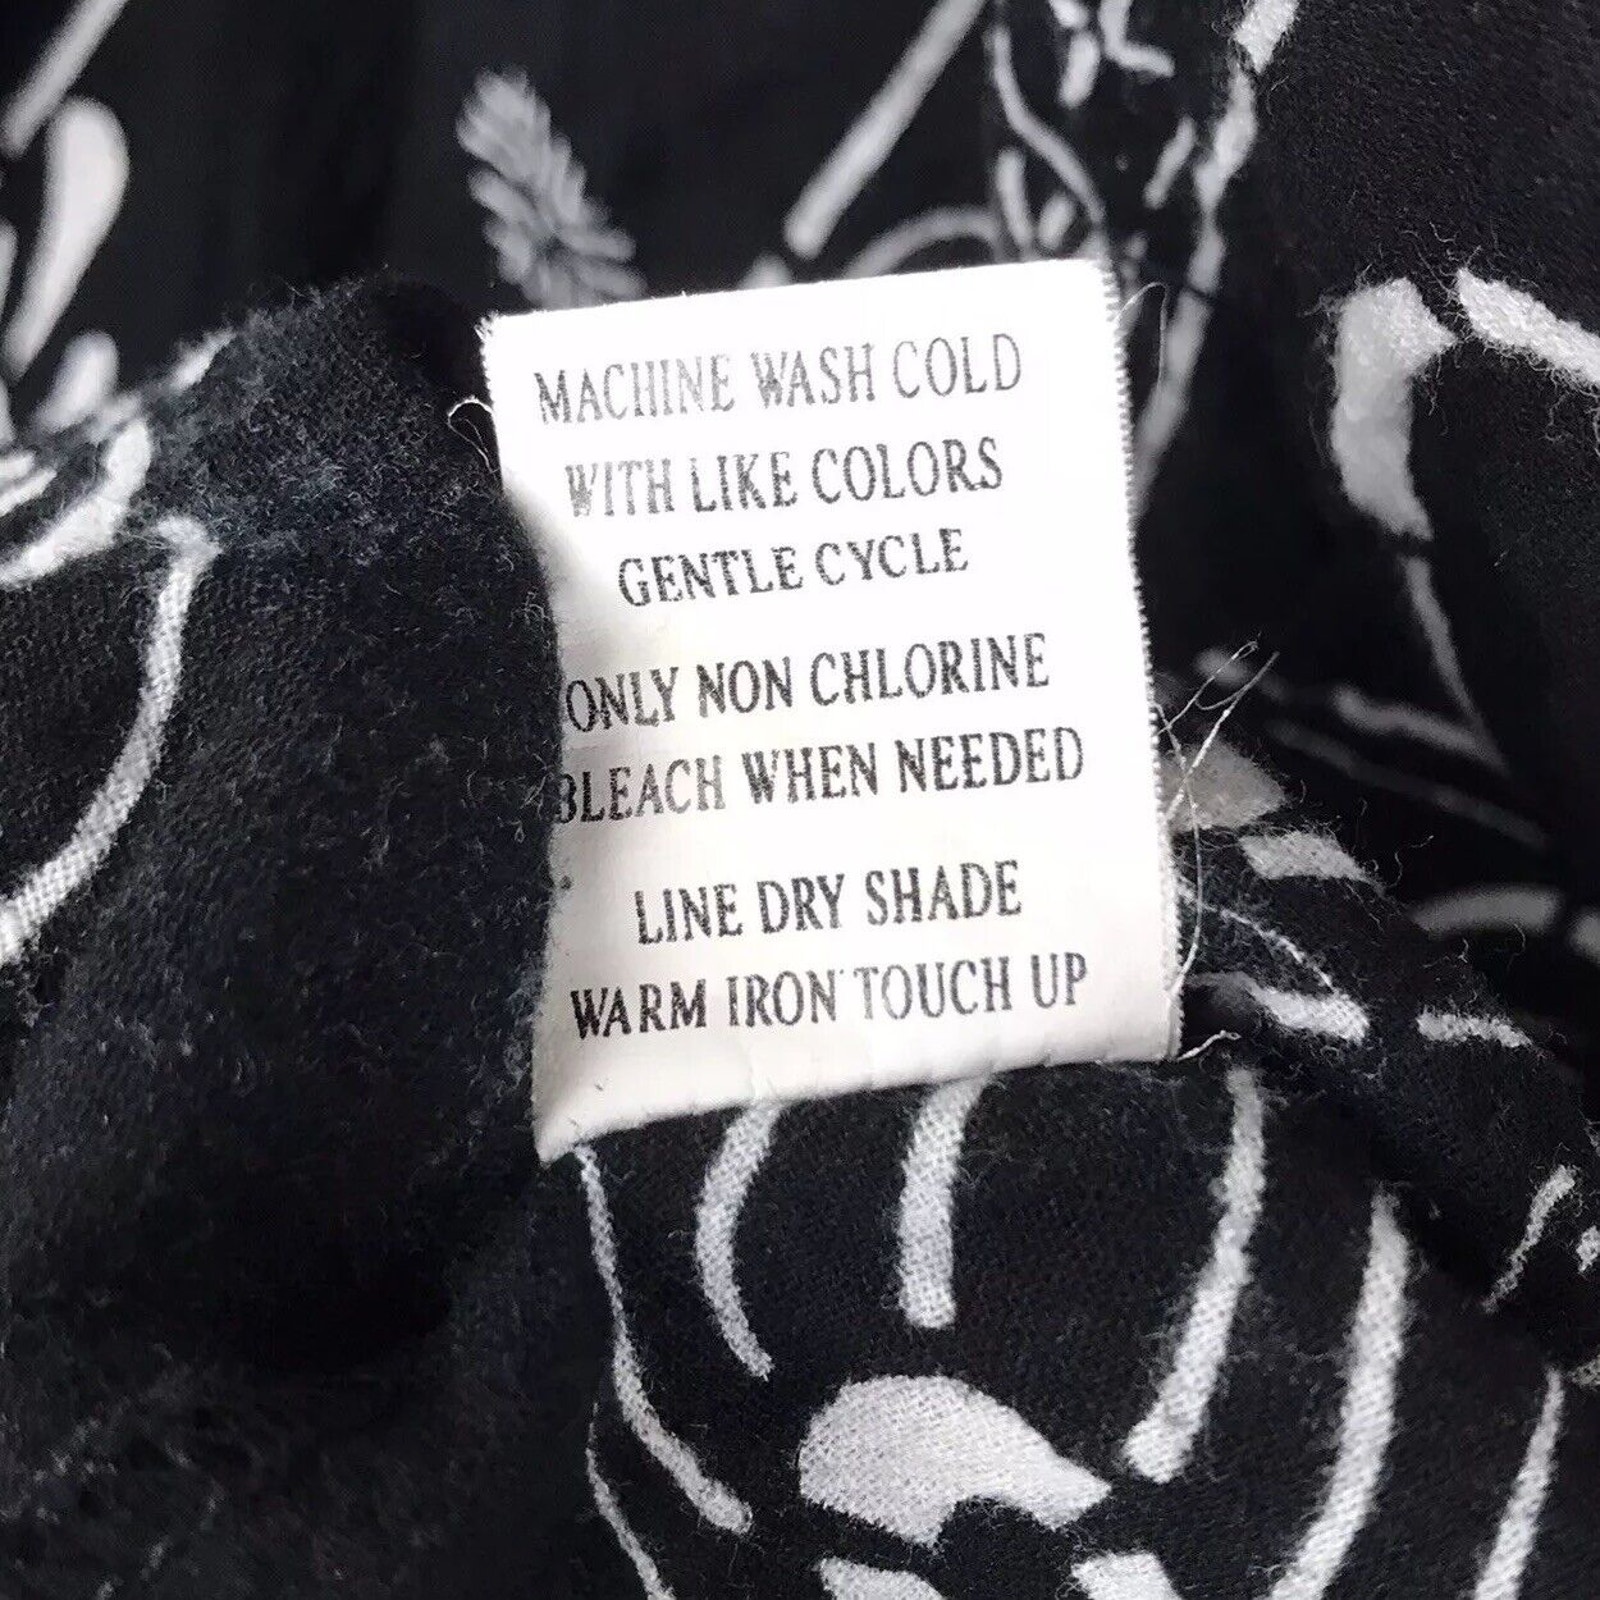 MACHINE WASH COLD
WITH LIKE COLORS
GENTLE CYCLE
ONLY NON CHLORINE
BLEACH WHEN NEEDED
LINE DRY SHADE
WARM IRON TOUCH UP